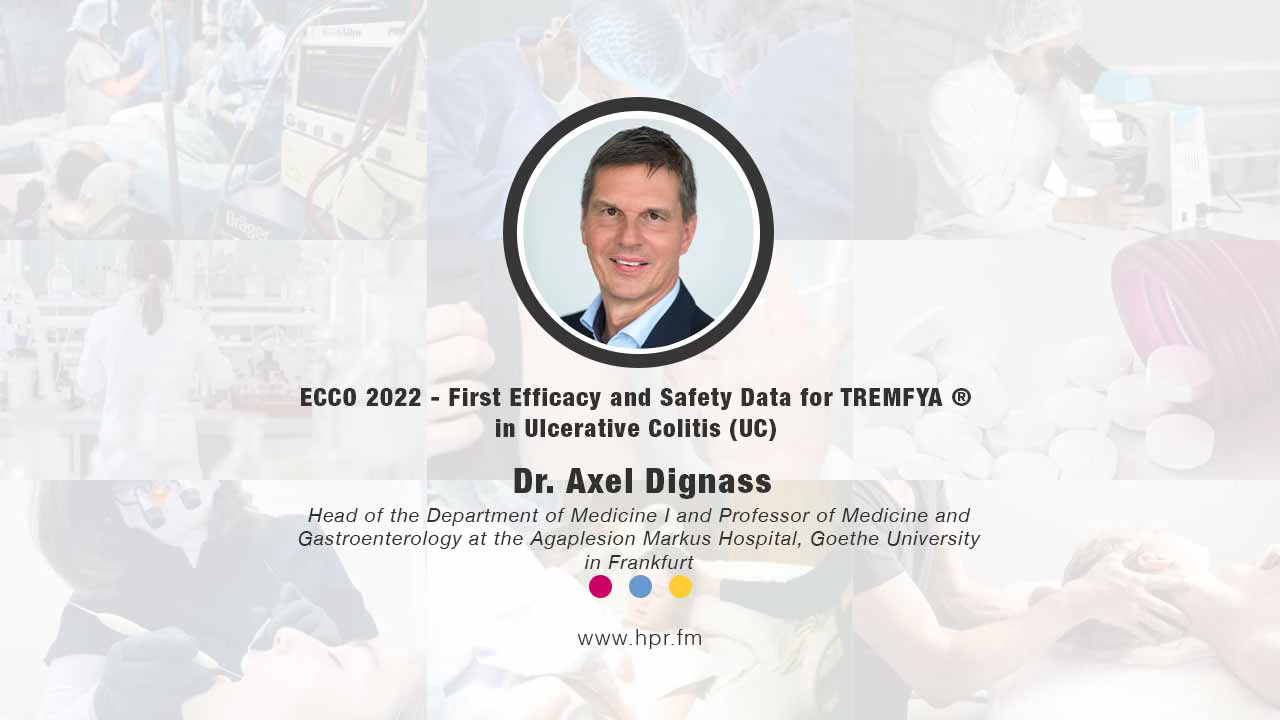 ECCO 2022 - First Efficacy and Safety Data for TREMFYA ®
in Ulcerative Colitis (UC)
Dr. Axel Dignass
Head of the Department of Medicine I and Professor of Medicine and
Gastroenterology at the Agaplesion Markus Hospital, Goethe University
in Frankfurt
www.hpr.fm